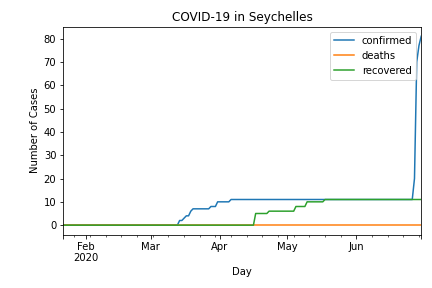 COVID-19 in Seychelles
confirmed
deaths
recovered
Number of Cases
80
70
60
50
40
30
20
10
0
Feb Mar Apr May Jun
2020
Day